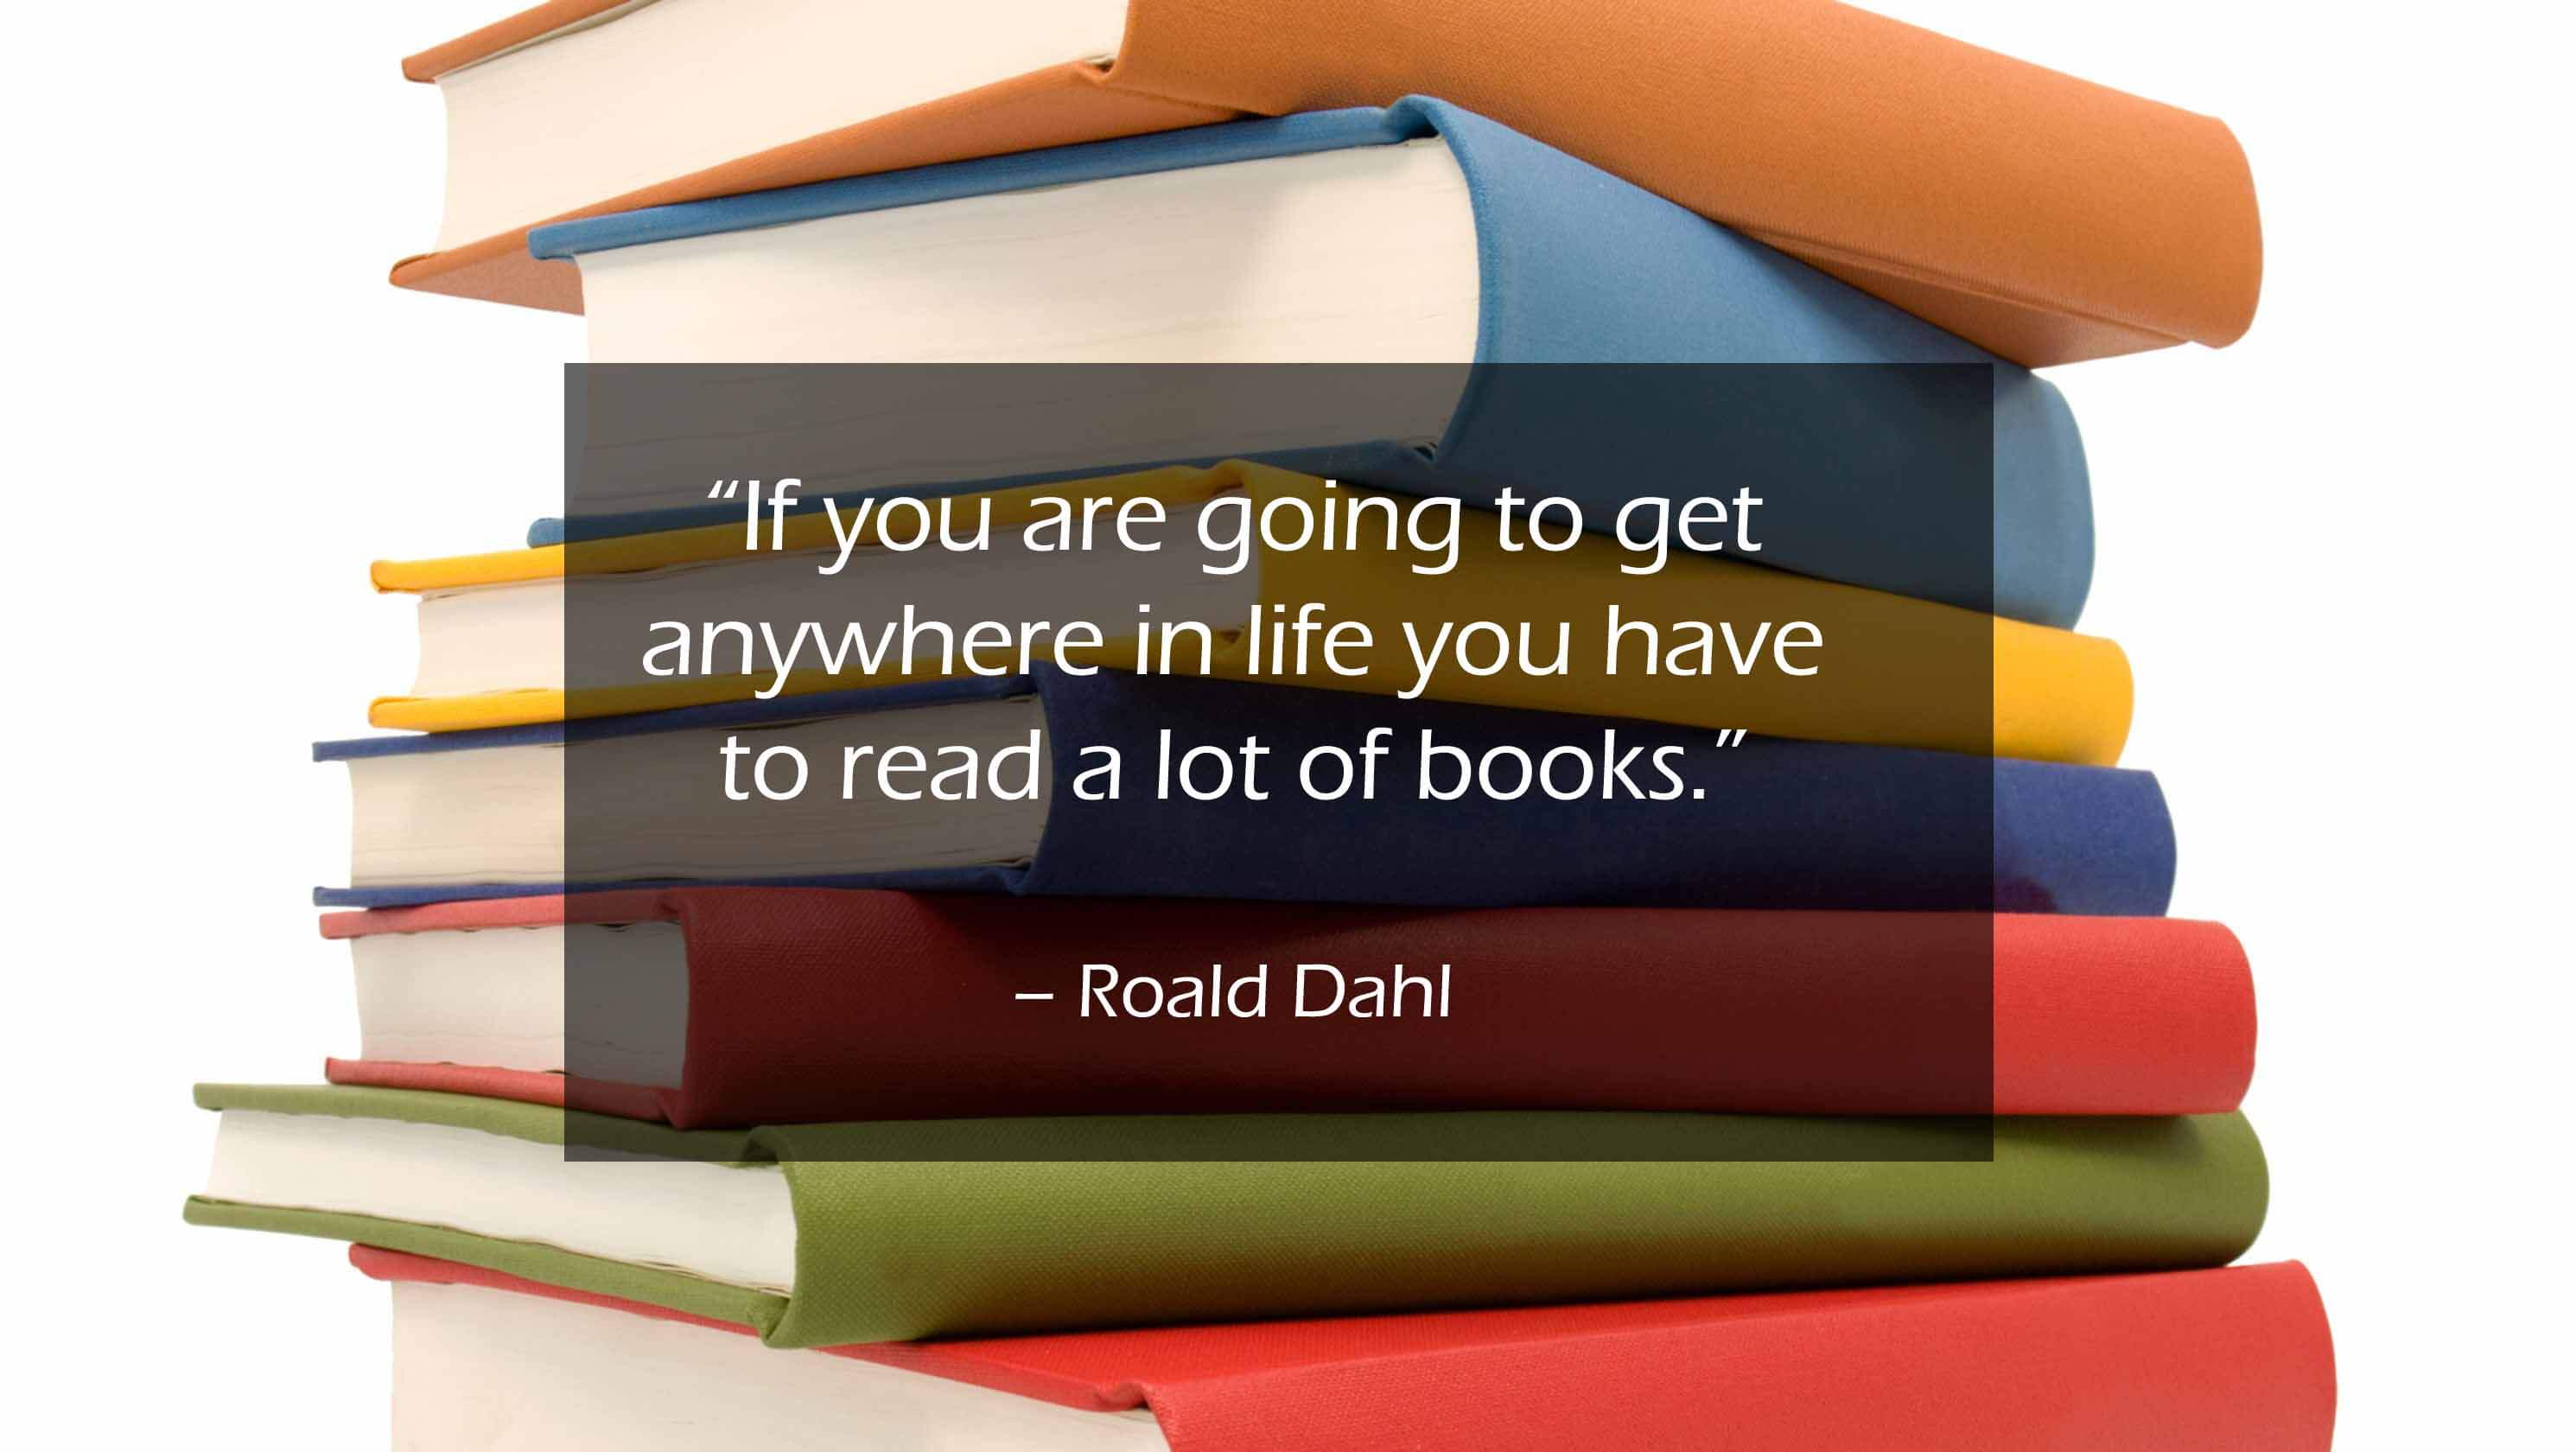 “If you are going to get
anywhere in life you have
to read a lot of books.”
– Roald Dahl